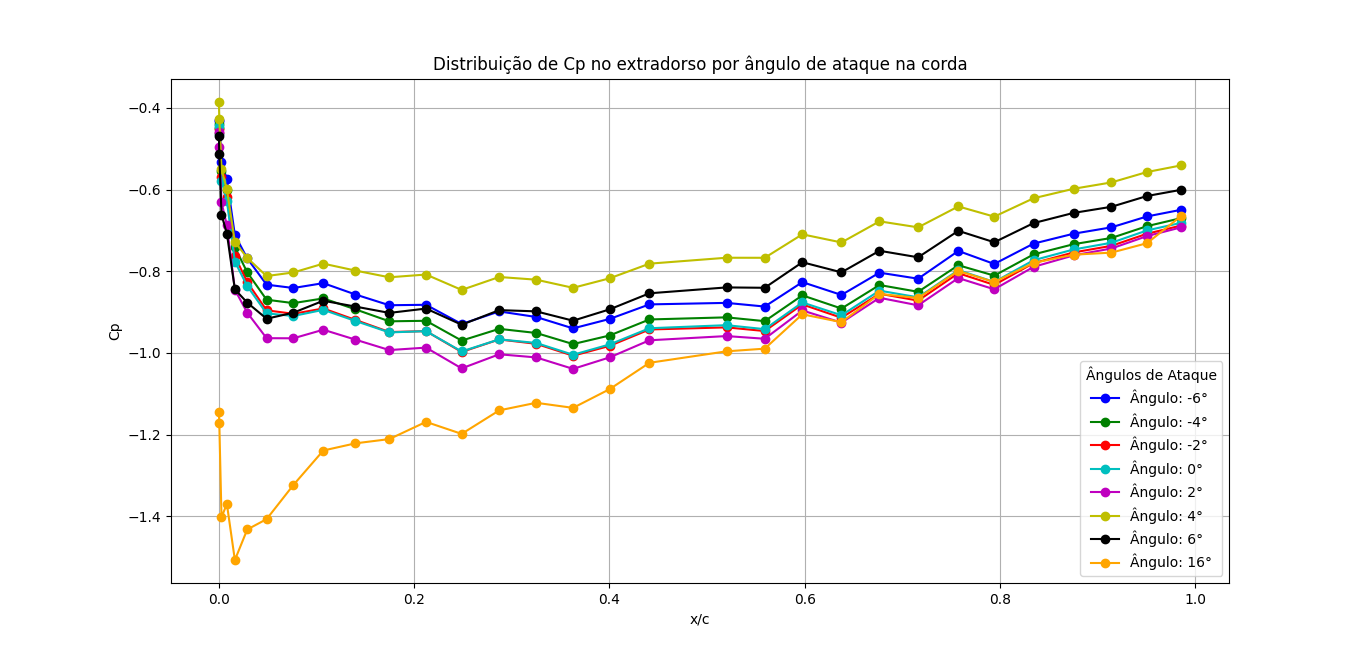 Distribuição de Cp no extradorso por ângulo de ataque na corda
Cp
−0.4
−0.6
−0.8
−1.0
−1.2
−1.4
0.0 0.2 0.4 0.6 0.8 1.0
x/c
Ângulos de Ataque
Ângulo: -6°
Ângulo: -4°
Ângulo: -2°
Ângulo: 0°
Ângulo: 2°
Ângulo: 4°
Ângulo: 6°
Ângulo: 16°